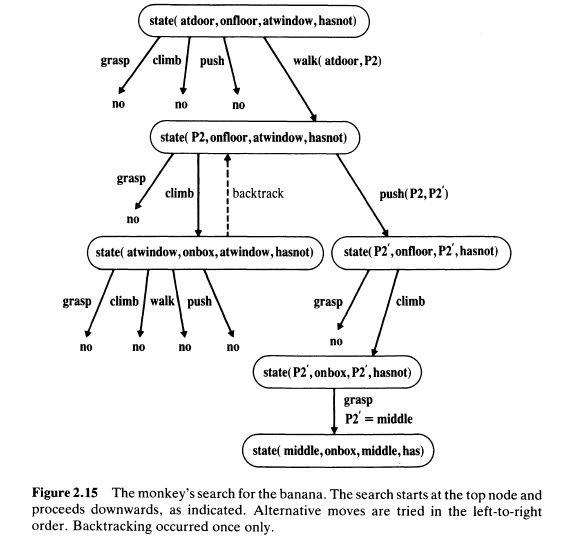 state( atdoor, onfloor, atwindow, hasnot)
grasp climb push walk( atdoor, P2)
no no no
state( P2, onfloor, atwindow, hasnot)
grasp
climb backtrack push( P2, P2′)
no
state( atwindow, onbox, atwindow, hasnot) state( P2′, onfloor, P2′, hasnot)
grasp climb walk push grasp climb
no no no no no
state( P2′, onbox, P2′, hasnot)
grasp
P2′ = middle
state( middle, onbox, middle, has)
Figure 2.15 The monkey's search for the banana. The search starts at the top node and
proceeds downwards, as indicated. Alternative moves are tried in the left-to-right
order. Backtracking occurred once only.